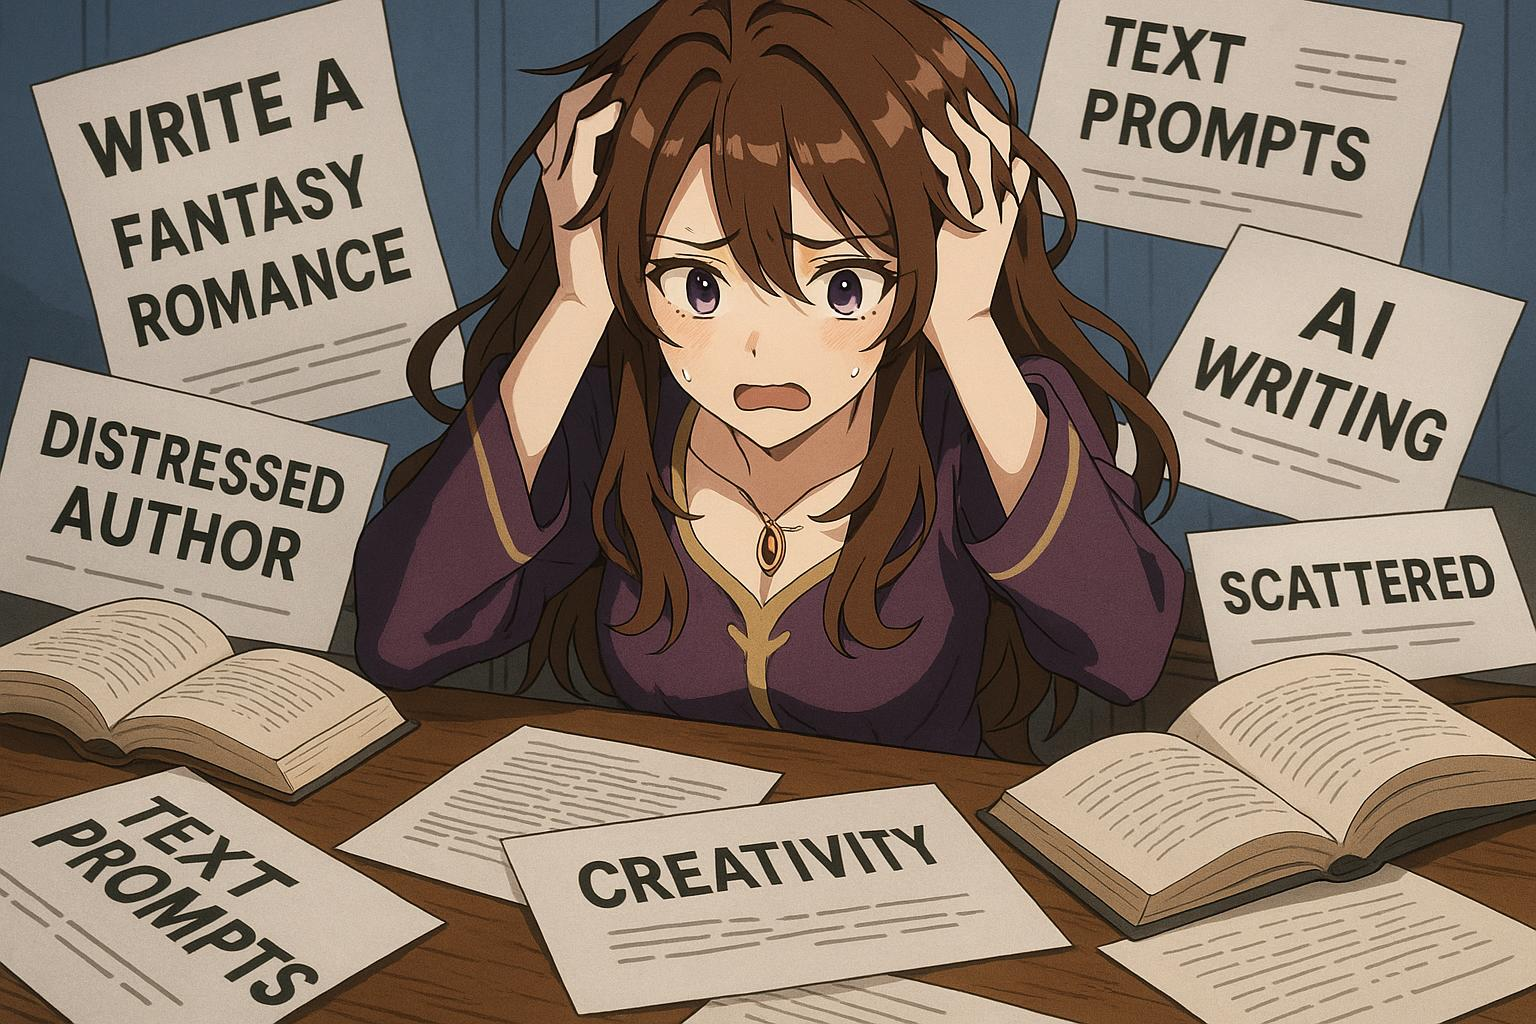 WRITE A
FANTASY
ROMANCE
TEXT
PROMPTS
AI
WRITING
DISTRESSED
AUTHOR
SCATTERED
TEXT
PROMPTS
CREATIVITY